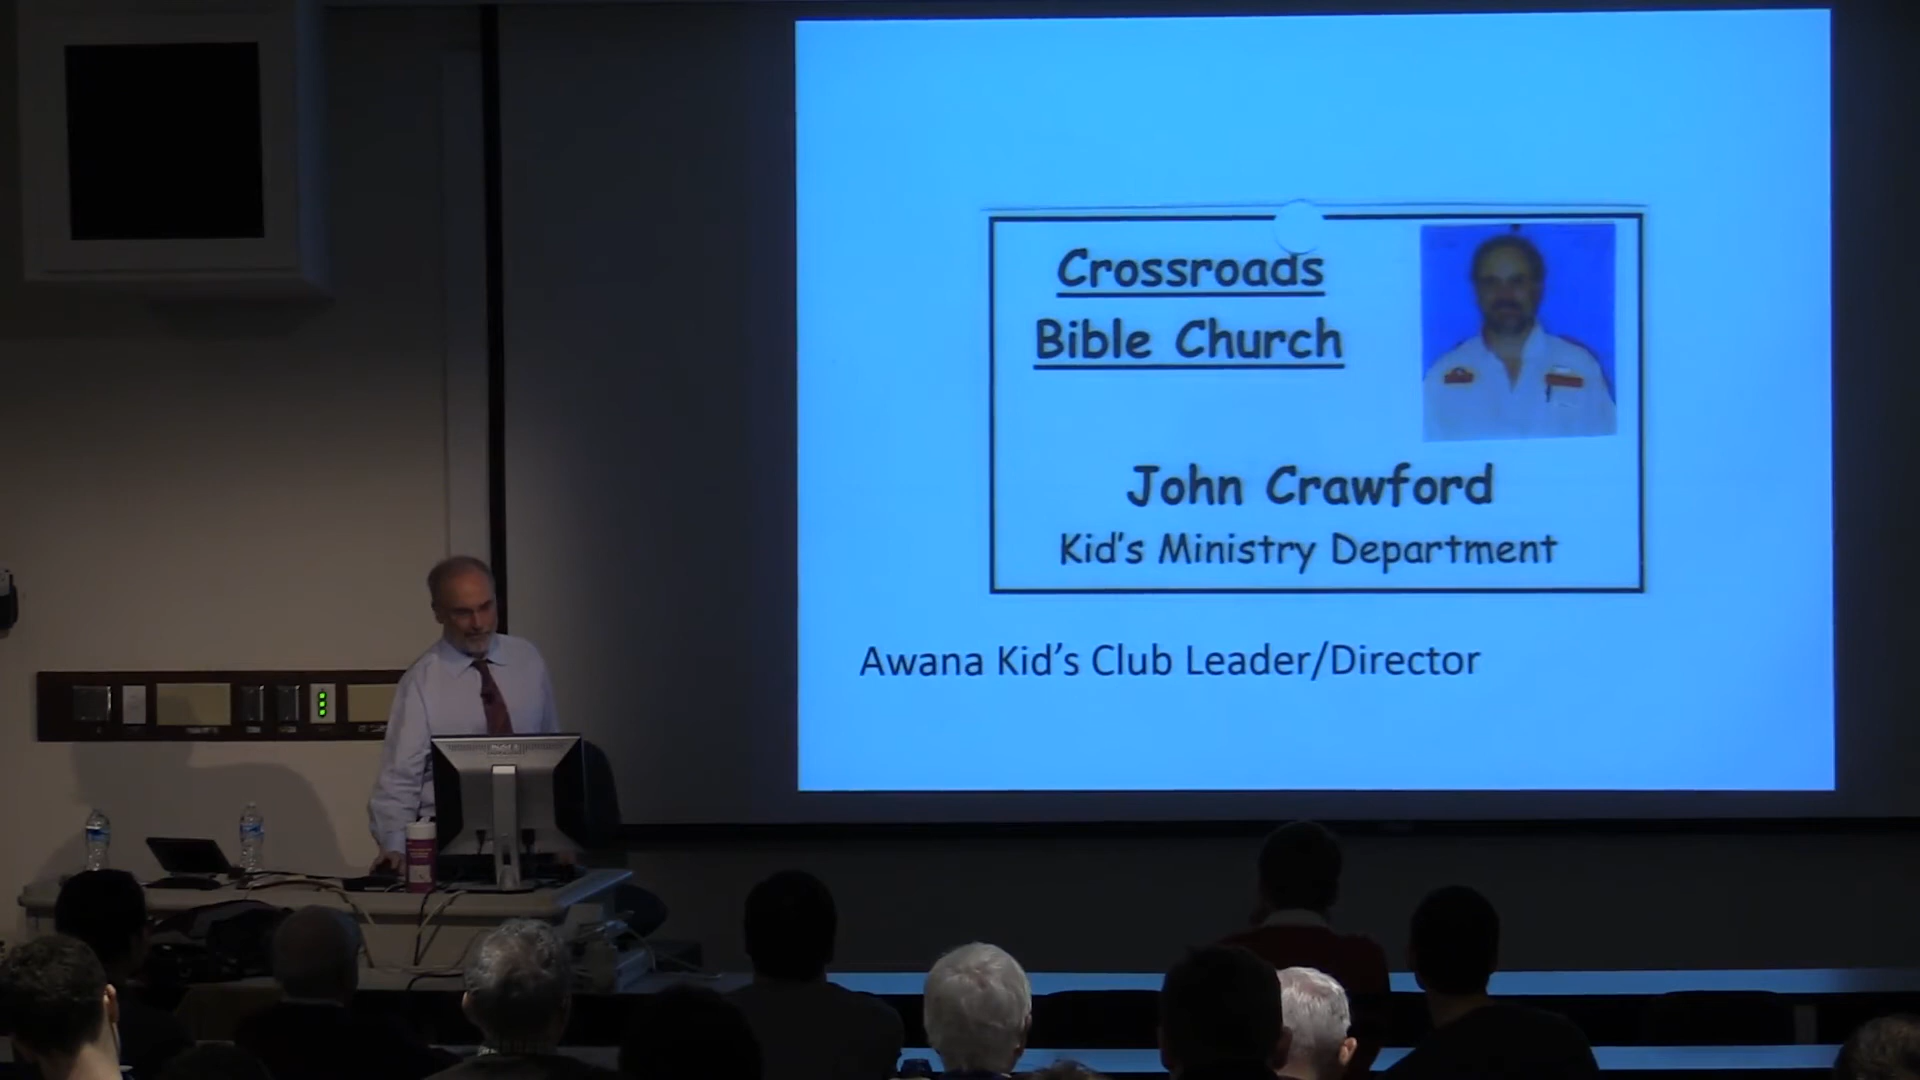 Crossroads
Bible Church
John Crawford
Kid's Ministry Department
Awana Kid's Club Leader/Director